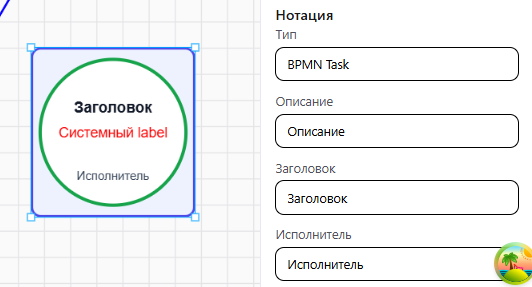 Заголовок
Системный label
Исполнитель
Нотация
Тип
BPMN Task
Описание
Описание
Заголовок
Заголовок
Исполнитель
Исполнитель